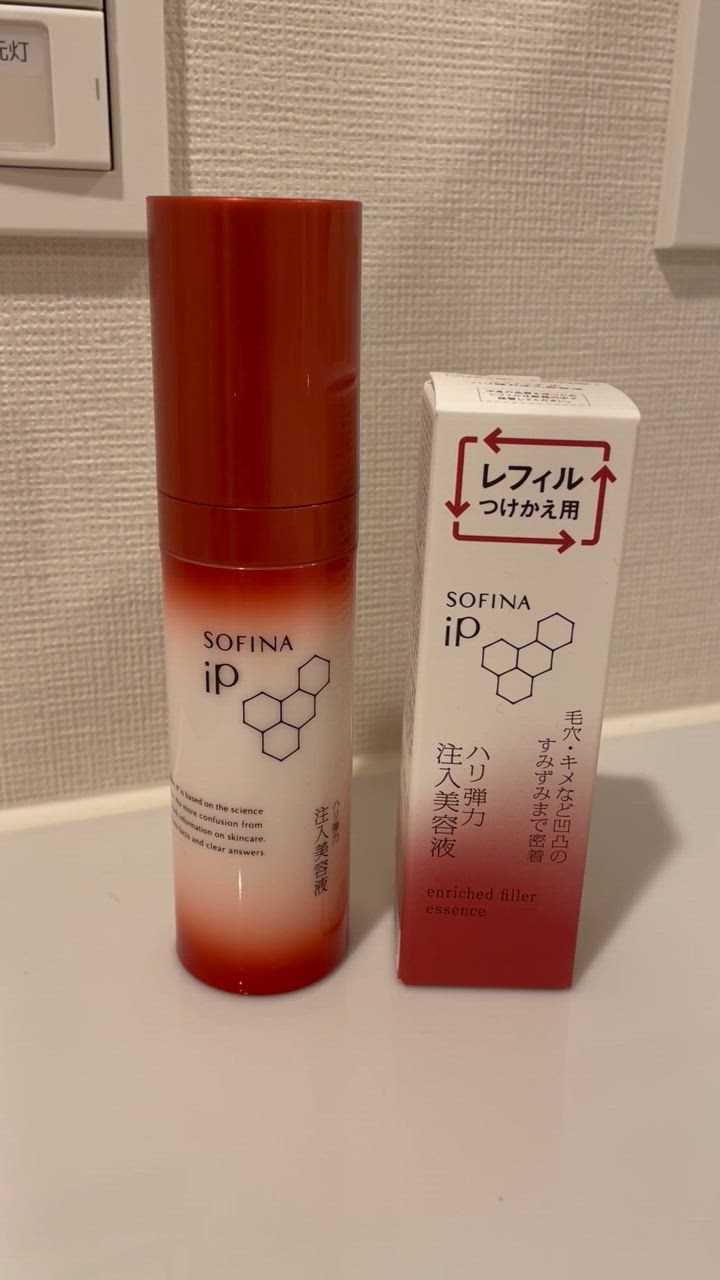 元灯
SOFINA
iP
is based on the science
more confusion from
information on skincare.
facts and clear answers.
ハリ弾力
注入美容液
レフィル
つけかえ用
SOFINA
iP
毛穴・キメなど凹凸の
すみずみまで密着
ハリ弾力
注入美容液
enriched filler
essence